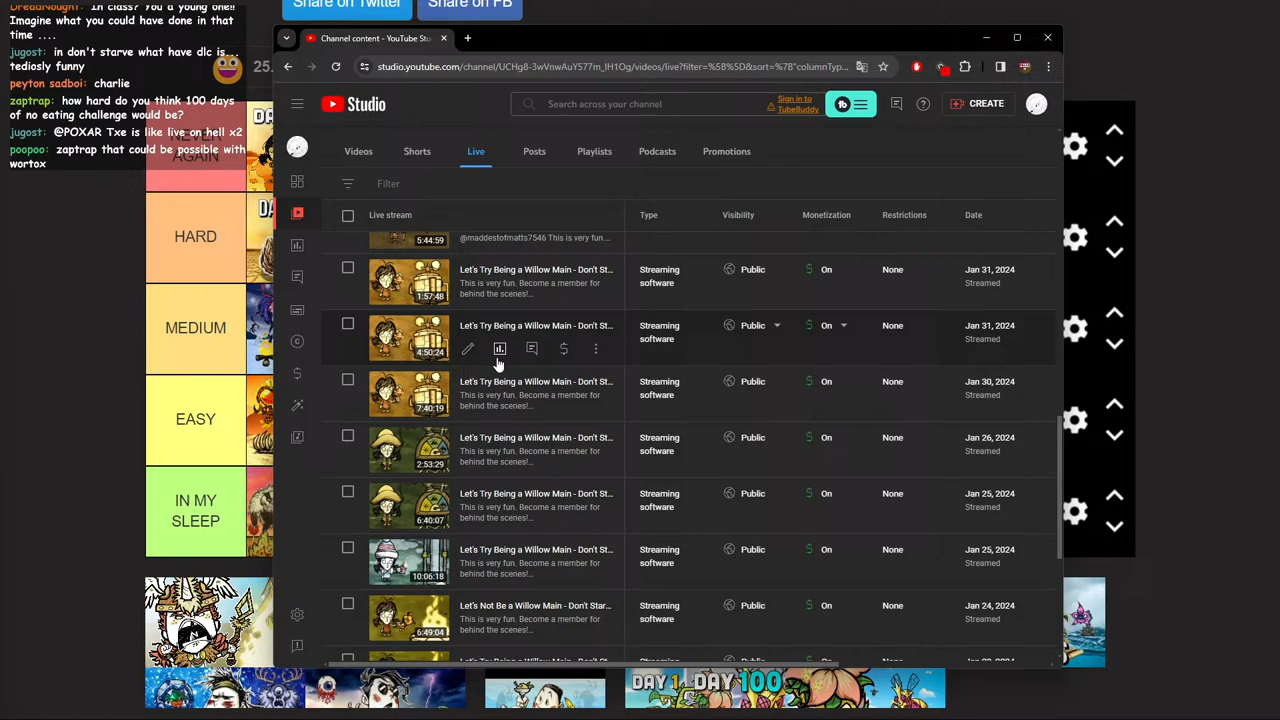 Share on Twitter
Share on FB
DreadNought: In class? You a young one!!
Imagine what you could have done in that
time ....
jugost: in don't starve what have dlc is...
tediosly funny
peyton sadboi: charlie
zaptrap: how hard do you think 100 days
of no eating challenge would be?
jugost: @POXAR Txe is like live on hell x2
poopoo: zaptrap that could be possible with
wortox
25.
AGAIN
HARD
MEDIUM
EASY
IN MY
SLEEP
Channel content - YouTube Stu
studio.youtube.com/channel/UCHg8-3wVnwAuY577m_lH1Og/videos/live?filter=%5B%5D&sort=%7B"columnTyp...
Studio
Search across your channel
Sign in to
TubeBuddy
CREATE
Videos
Shorts
Live
Posts
Playlists
Podcasts
Promotions
Filter
Live stream
Type
Visibility
Monetization
Restrictions
Date
5:44:59
@maddestofmatts7546 This is very fun...
1:57:48
Let's Try Being a Willow Main - Don't St...
This is very fun. Become a member for
behind the scenes!...
Streaming
software
Public
On
None
Jan 31, 2024
Streamed
4:50:24
Let's Try Being a Willow Main - Don't St...
Streaming
software
Public
On
None
Jan 31, 2024
Streamed
7:40:19
Let's Try Being a Willow Main - Don't St...
This is very fun. Become a member for
behind the scenes!...
Streaming
software
Public
On
None
Jan 30, 2024
Streamed
2:53:29
Let's Try Being a Willow Main - Don't St...
This is very fun. Become a member for
behind the scenes!...
Streaming
software
Public
On
None
Jan 26, 2024
Streamed
6:40:07
Let's Try Being a Willow Main - Don't St...
This is very fun. Become a member for
behind the scenes!...
Streaming
software
Public
On
None
Jan 25, 2024
Streamed
10:06:18
Let's Try Being a Willow Main - Don't St...
This is very fun. Become a member for
behind the scenes!...
Streaming
software
Public
On
None
Jan 25, 2024
Streamed
6:49:04
Let's Not Be a Willow Main - Don't Star...
This is very fun. Become a member for
behind the scenes!...
Streaming
software
Public
On
None
Jan 24, 2024
Streamed
DAY 1
DAY 100